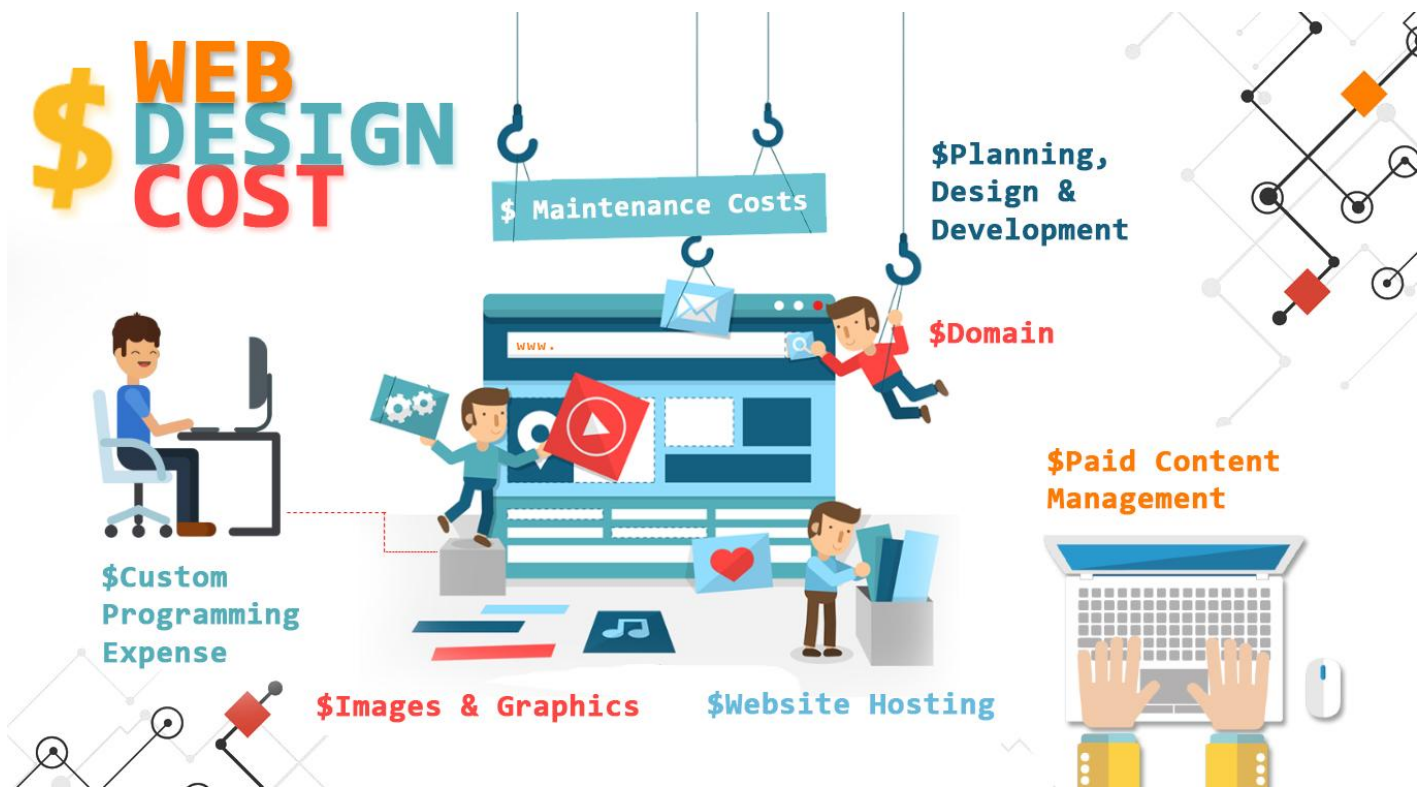 $ WEB
DESIGN
COST
$ Maintenance Costs
$Planning,
Design &
Development
www.
$Domain
$Paid Content
Management
$Custom
Programming
Expense
$Images & Graphics
$Website Hosting